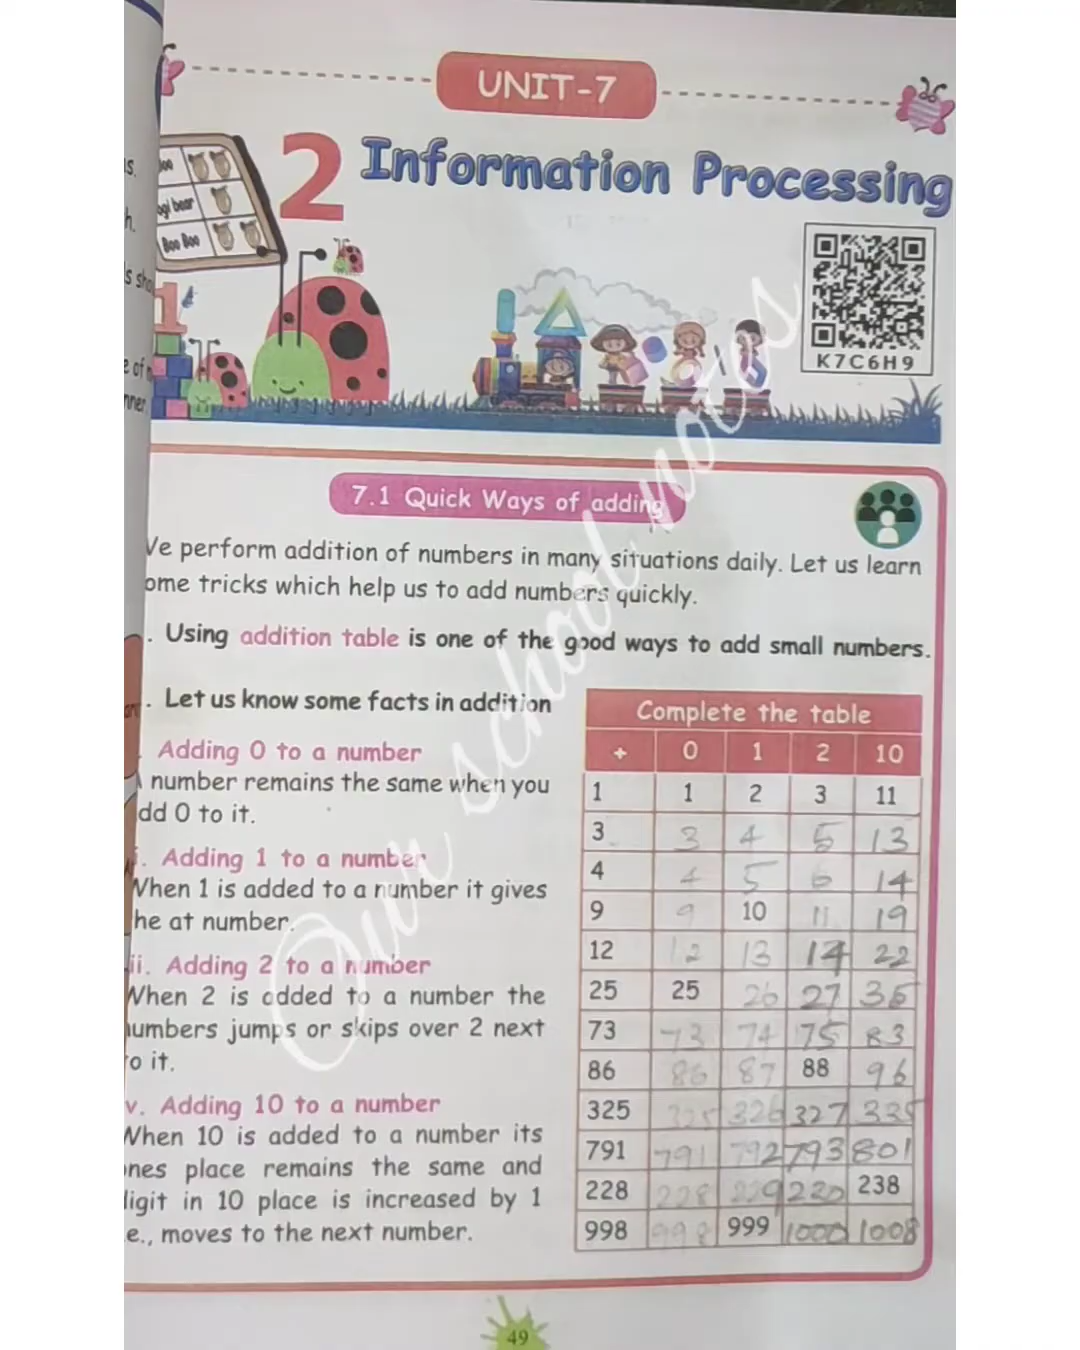 UNIT-7
2 Information Processing
s.
h.
ogi bear
Boo Boo
1
K7C6H9
7.1 Quick Ways of adding
We perform addition of numbers in many situations daily. Let us learn
ome tricks which help us to add numbers quickly.
. Using addition table is one of the good ways to add small numbers.
. Let us know some facts in addition
. Adding 0 to a number
number remains the same when you
dd 0 to it.
i. Adding 1 to a number
When 1 is added to a number it gives
he at number.
ii. Adding 2 to a number
When 2 is added to a number the
numbers jumps or skips over 2 next
o it.
v. Adding 10 to a number
When 10 is added to a number its
nes place remains the same and
digit in 10 place is increased by 1
.e., moves to the next number.
Complete the table
+ 0 1 2 10
1 1 2 3 11
3 3 4 5 13
4 4 5 6 14
9 9 10 11 19
12 12 13 14 22
25 25 26 27 35
73 73 74 75 83
86 86 87 88 96
325 325 326 327 335
791 791 792 793 801
228 228 229 220 238
998 998 999 1000 1008
Our school notes
49